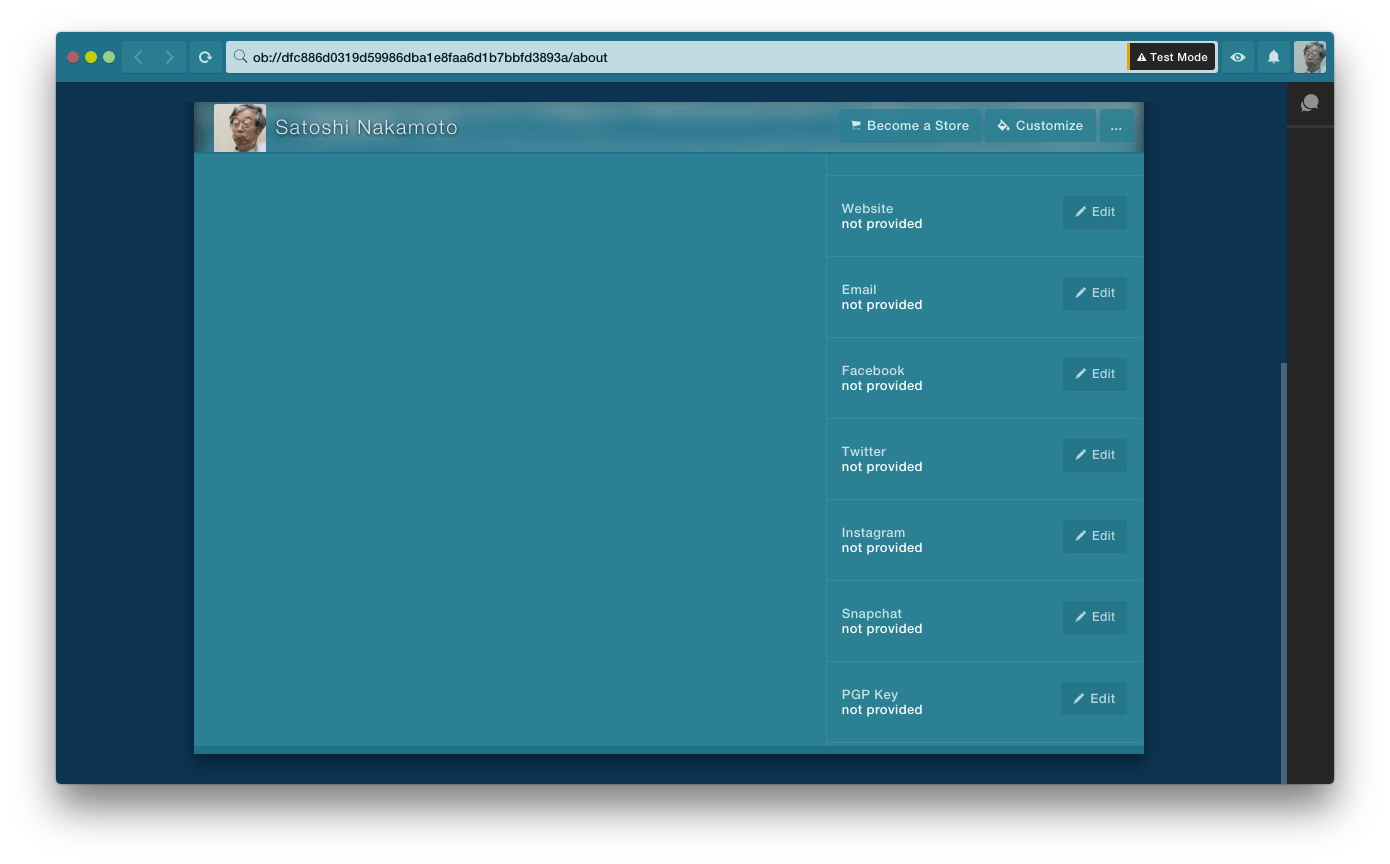 ob://dfc886d0319d59986dba1e8faa6d1b7bbfd3893a/about
Test Mode
Satoshi Nakamoto
Become a Store
Customize
...
Website
not provided
Edit
Email
not provided
Edit
Facebook
not provided
Edit
Twitter
not provided
Edit
Instagram
not provided
Edit
Snapchat
not provided
Edit
PGP Key
not provided
Edit